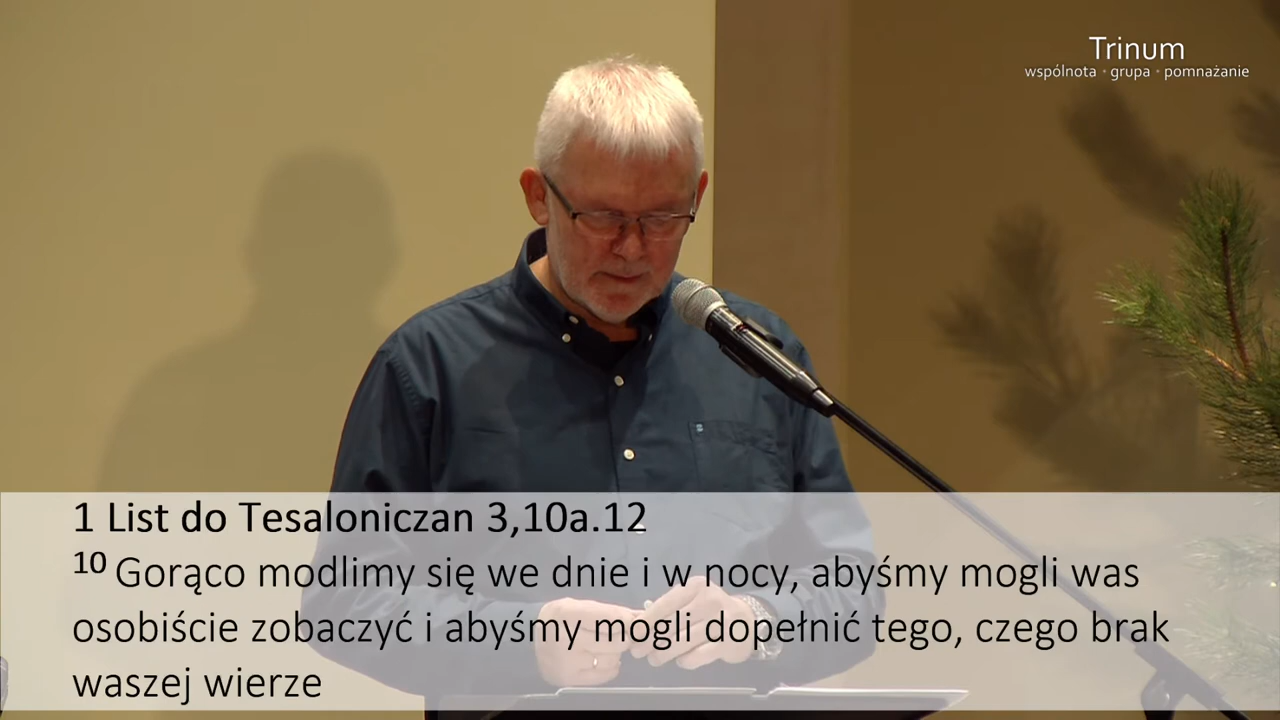 Trinum
wspólnota • grupa • pomnażanie
1 List do Tesaloniczan 3,10a.12
10 Gorąco modlimy się we dnie i w nocy, abyśmy mogli was
osobiście zobaczyć i abyśmy mogli dopełnić tego, czego brak
waszej wierze